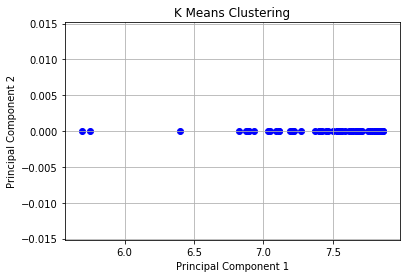 K Means Clustering
0.015
0.010
0.005
0.000
−0.005
−0.010
−0.015
Principal Component 2
6.0 6.5 7.0 7.5
Principal Component 1